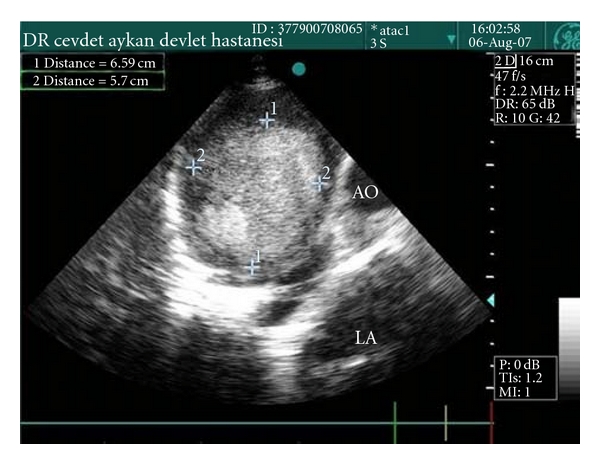 ID : 377900708065
DR cevdet aykan devlet hastanesi
*atac1
3 S
16:02:58
06-Aug-07
1 Distance = 6.59 cm
2 Distance = 5.7 cm
2 D 16 cm
47 f/s
f : 2.2 MHz H
DR: 65 dB
R: 10 G: 42
1
2
2
AO
1
LA
P: 0 dB
TIs: 1.2
MI: 1